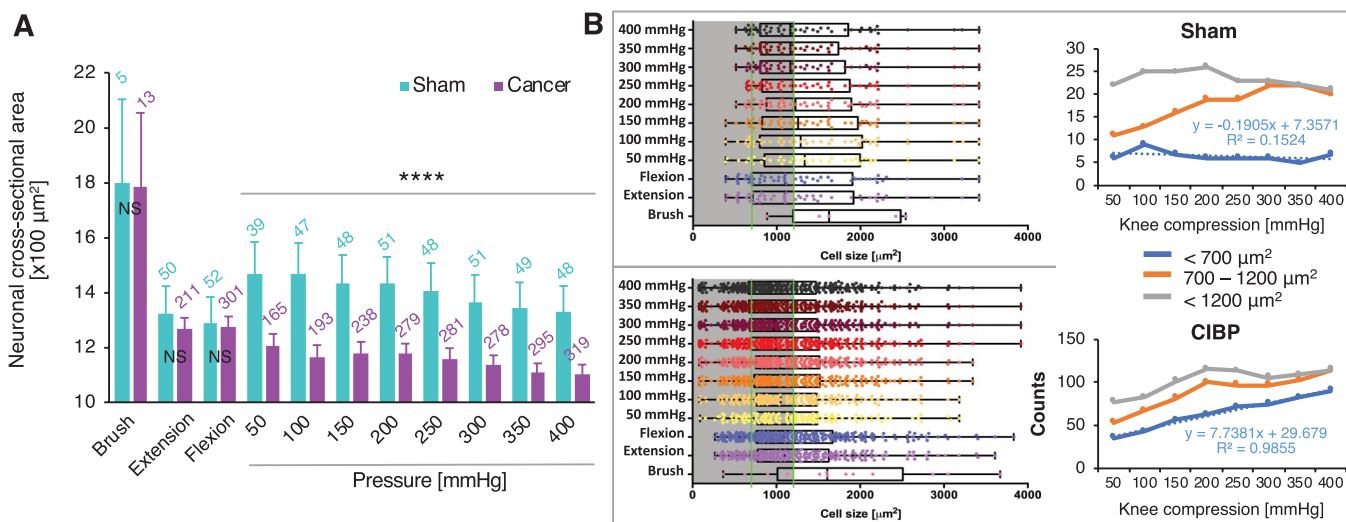 A
Neuronal cross-sectional area
[x100 µm²]
22
20
18
16
14
12
10
Sham
Cancer
5
13
NS
50
211
NS
52
301
NS
****
39
165
47
193
48
238
51
279
48
281
51
278
49
295
48
319
Brush
Extension
Flexion
50
100
150
200
250
300
350
400
Pressure [mmHg]
B
400 mmHg
350 mmHg
300 mmHg
250 mmHg
200 mmHg
150 mmHg
100 mmHg
50 mmHg
Flexion
Extension
Brush
0 1000 2000 3000 4000
Cell size [µm²]
400 mmHg
350 mmHg
300 mmHg
250 mmHg
200 mmHg
150 mmHg
100 mmHg
50 mmHg
Flexion
Extension
Brush
0 1000 2000 3000 4000
Cell size [µm²]
Sham
30
25
20
15
10
5
0
y = -0.1905x + 7.3571
R² = 0.1524
50 100 150 200 250 300 350 400
Knee compression [mmHg]
< 700 µm²
700 – 1200 µm²
< 1200 µm²
CIBP
Counts
150
100
50
0
y = 7.7381x + 29.679
R² = 0.9855
50 100 150 200 250 300 350 400
Knee compression [mmHg]